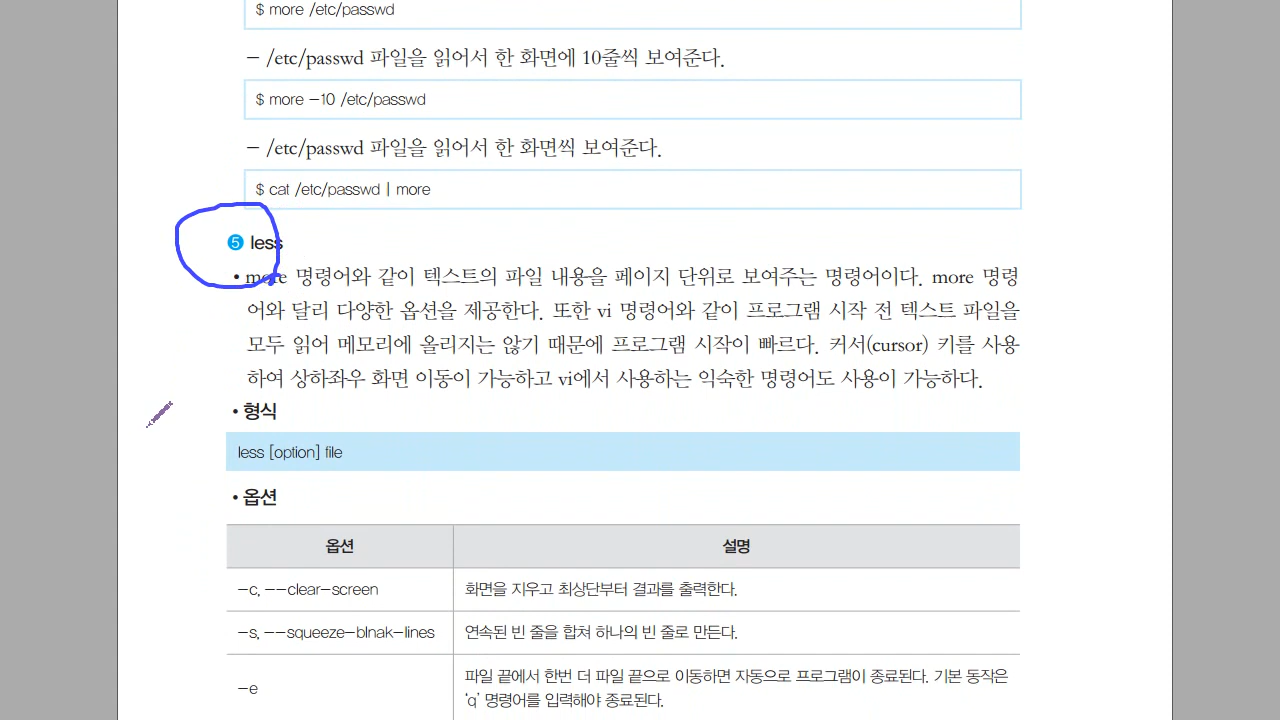 $ more /etc/passwd
– /etc/passwd 파일을 읽어서 한 화면에 10줄씩 보여준다.
$ more –10 /etc/passwd
– /etc/passwd 파일을 읽어서 한 화면씩 보여준다.
$ cat /etc/passwd | more
❺ less
• more 명령어와 같이 텍스트의 파일 내용을 페이지 단위로 보여주는 명령어이다. more 명령
어와 달리 다양한 옵션을 제공한다. 또한 vi 명령어와 같이 프로그램 시작 전 텍스트 파일을
모두 읽어 메모리에 올리지는 않기 때문에 프로그램 시작이 빠르다. 커서(cursor) 키를 사용
하여 상하좌우 화면 이동이 가능하고 vi에서 사용하는 익숙한 명령어도 사용이 가능하다.
• 형식
less [option] file
• 옵션
옵션 설명
–c, ––clear–screen 화면을 지우고 최상단부터 결과를 출력한다.
–s, ––squeeze–blnak–lines 연속된 빈 줄을 합쳐 하나의 빈 줄로 만든다.
–e 파일 끝에서 한번 더 파일 끝으로 이동하면 자동으로 프로그램이 종료된다. 기본 동작은
‘q’ 명령어를 입력해야 종료된다.